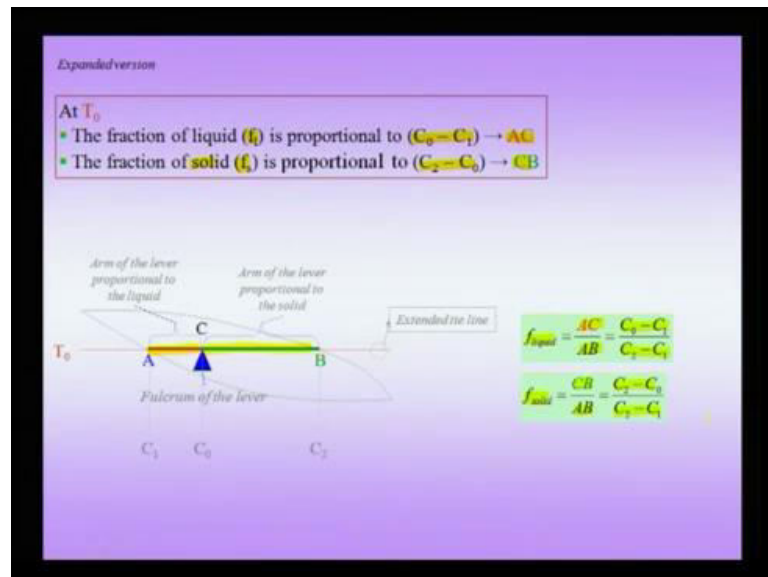 Expanded version
At T₀
▪ The fraction of liquid (fₗ) is proportional to (C₀ – C₁) → AC
▪ The fraction of solid (fₛ) is proportional to (C₂ – C₀) → CB
Arm of the lever
proportional to
the liquid
Arm of the lever
proportional to
the solid
C
Extended tie line
T₀
A
B
Fulcrum of the lever
C₁
C₀
C₂
f_liquid = AC/AB = (C₀ – C₁)/(C₂ – C₁)
f_solid = CB/AB = (C₂ – C₀)/(C₂ – C₁)